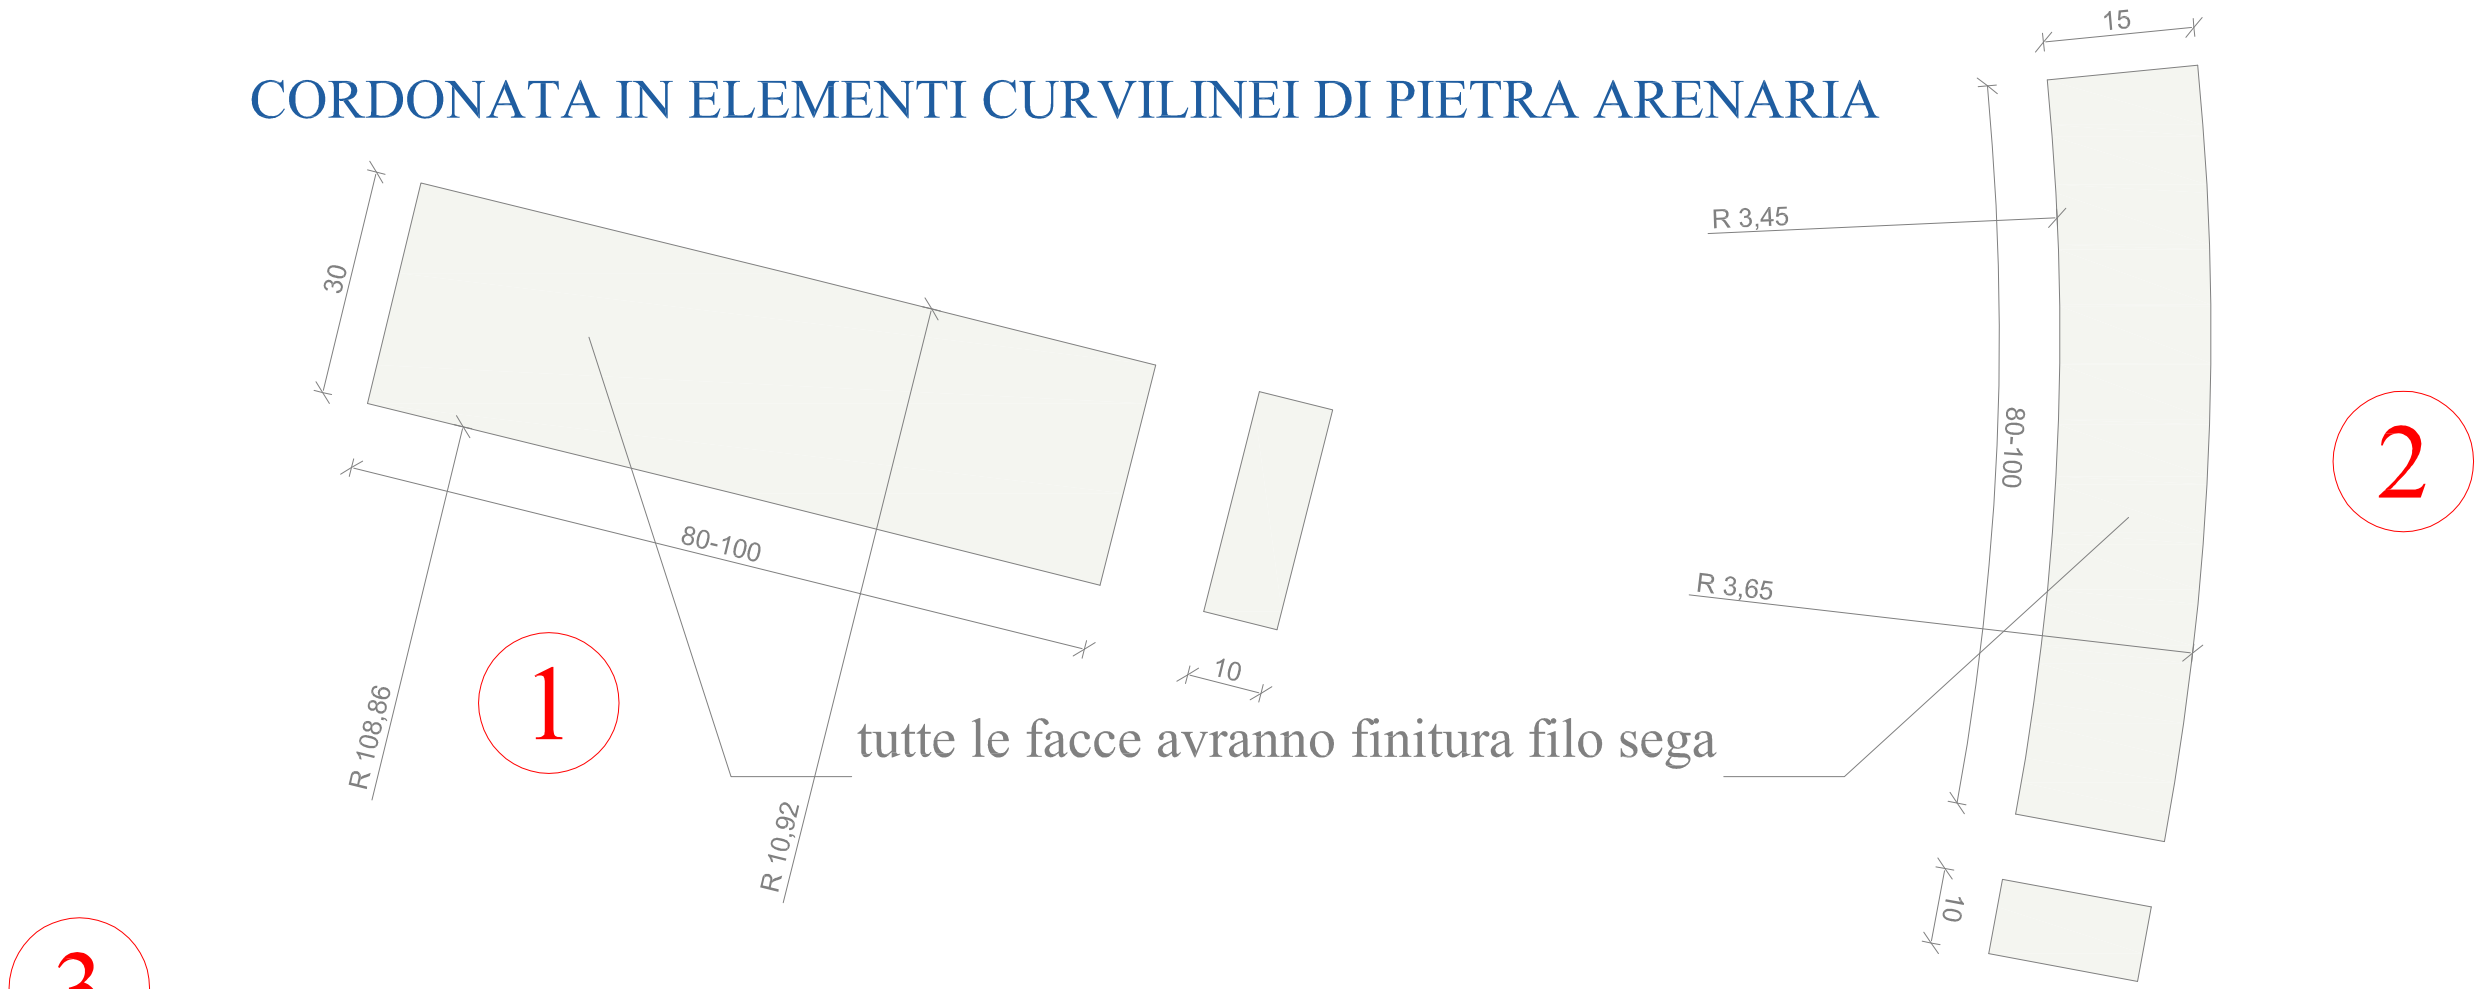 15
CORDONATA IN ELEMENTI CURVILINEI DI PIETRA ARENARIA
R 3,45
30
80-100
2
80-100
R 3,65
10
1
R 108,86
tutte le facce avranno finitura filo sega
R 10,92
10
3